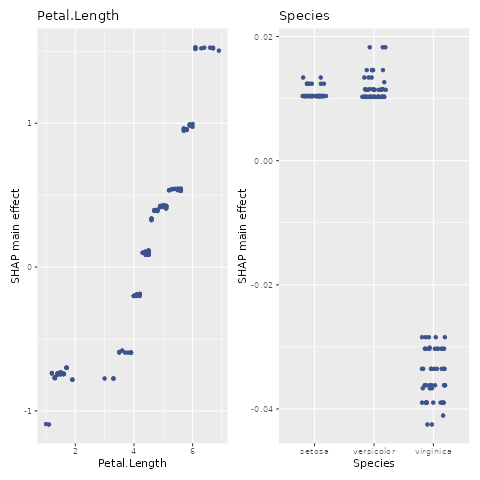 Petal.Length
SHAP main effect
1
0
-1
2
4
6
Petal.Length
Species
SHAP main effect
0.02
0.00
-0.02
-0.04
setosa
versicolor
virginica
Species